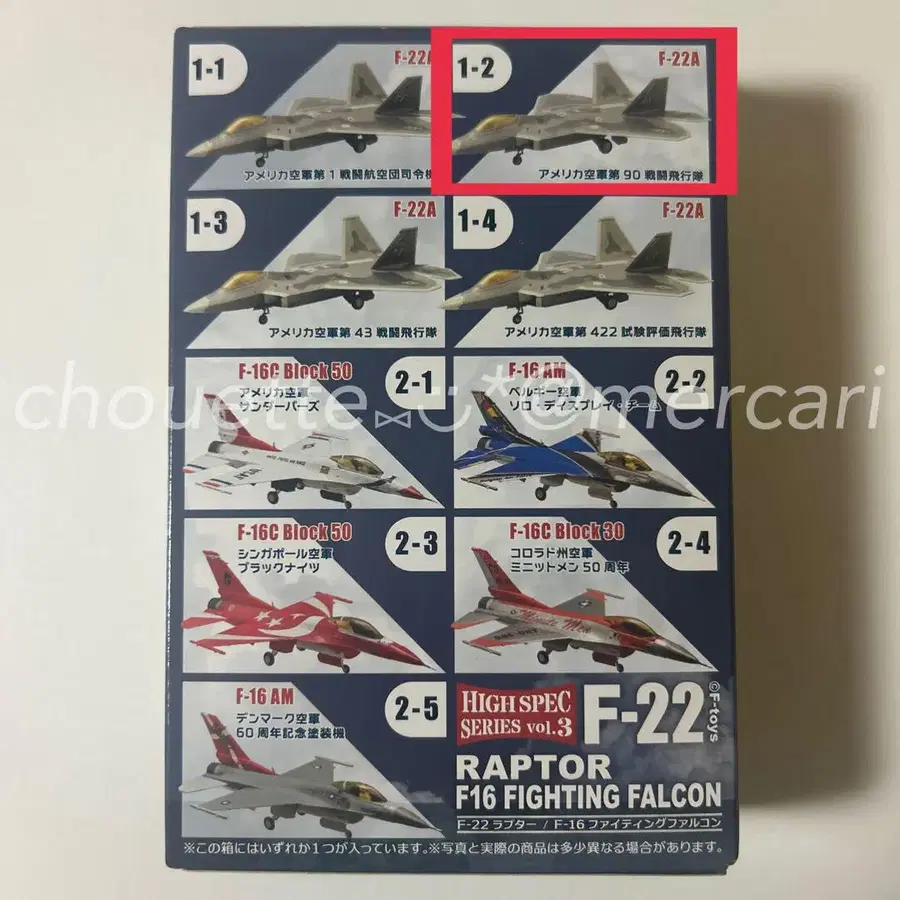 1-1
F-22A
アメリカ空軍第1戦闘航空団司令機
1-2
F-22A
アメリカ空軍第90戦闘飛行隊
1-3
F-22A
アメリカ空軍第43戦闘飛行隊
1-4
F-22A
アメリカ空軍第422試験評価飛行隊
F-16C Block 50
2-1
アメリカ空軍
サンダーバーズ
F-16 AM
2-2
ベルギー空軍
ソロ・ディスプレイ・チーム
chouette @mercari
F-16C Block 50
2-3
シンガポール空軍
ブラックナイツ
F-16C Block 30
2-4
コロラド州空軍
ミニットメン50周年
F-16 AM
2-5
デンマーク空軍
60周年記念塗装機
HIGH SPEC
SERIES vol.3
F-22
©F-toys
RAPTOR
F16 FIGHTING FALCON
F-22 ラプター / F-16 ファイティングファルコン
※この箱にはいずれか1つが入っています。※写真と実際の商品は多少異なる場合があります。